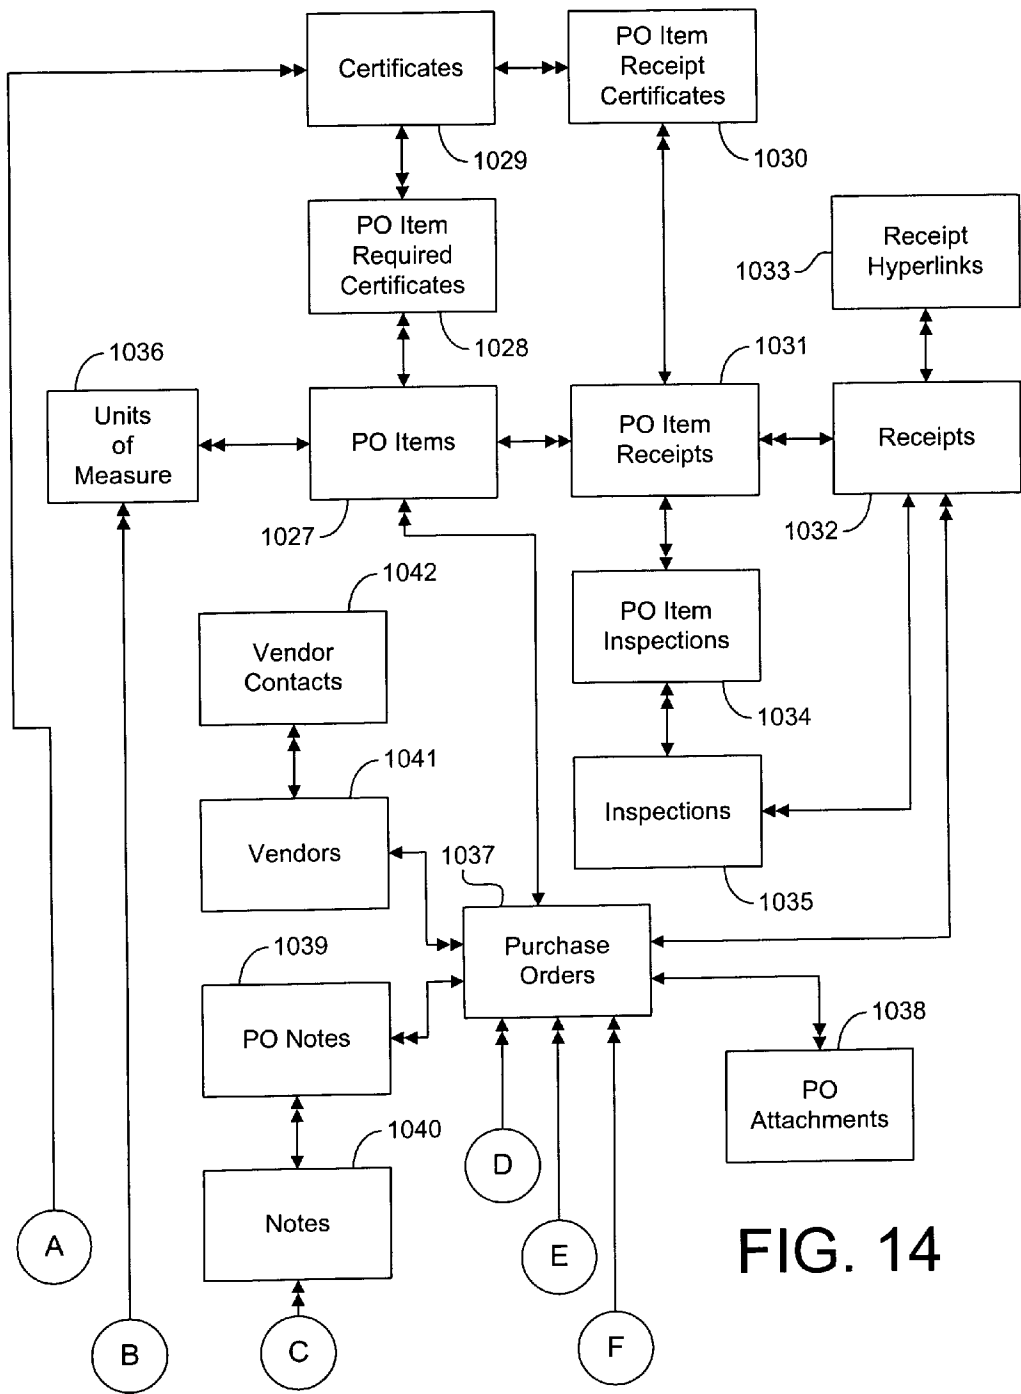 Certificates
1029
PO Item
Receipt
Certificates
1030
PO Item
Required
Certificates
1028
Receipt
Hyperlinks
1033
1036
Units
of
Measure
PO Items
1027
1031
PO Item
Receipts
Receipts
1032
1042
Vendor
Contacts
PO Item
Inspections
1034
1041
Vendors
Inspections
1035
1037
Purchase
Orders
1039
PO Notes
1038
PO
Attachments
1040
Notes
A
B
C
D
E
F
FIG. 14